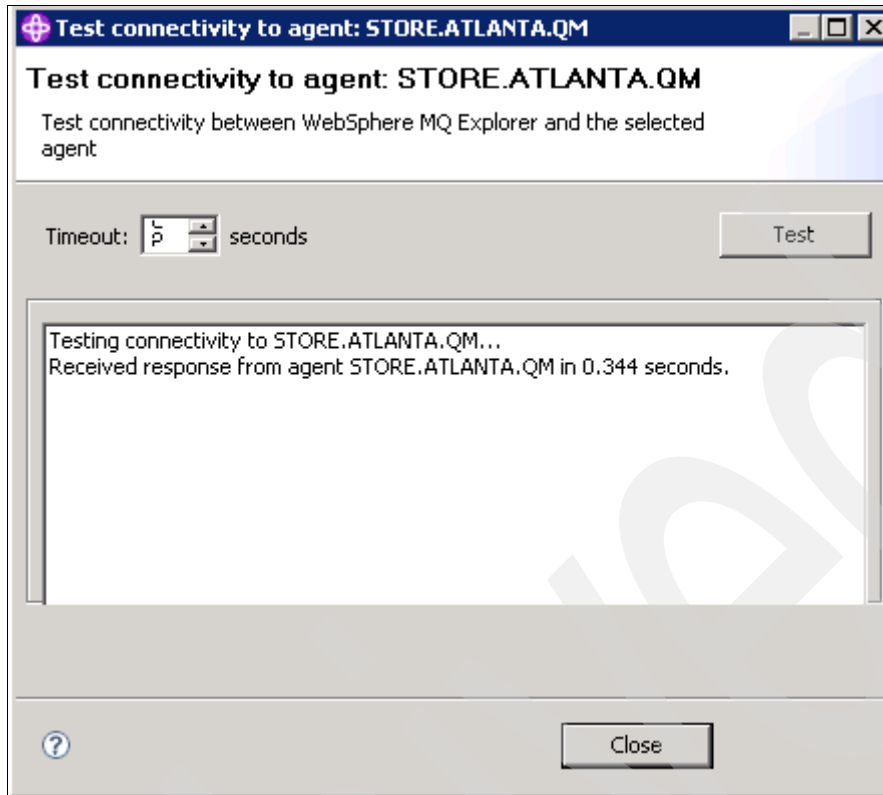 Test connectivity to agent: STORE.ATLANTA.QM
Test connectivity to agent: STORE.ATLANTA.QM
Test connectivity between WebSphere MQ Explorer and the selected
agent
Timeout: seconds
Test
Testing connectivity to STORE.ATLANTA.QM...
Received response from agent STORE.ATLANTA.QM in 0.344 seconds.
Close